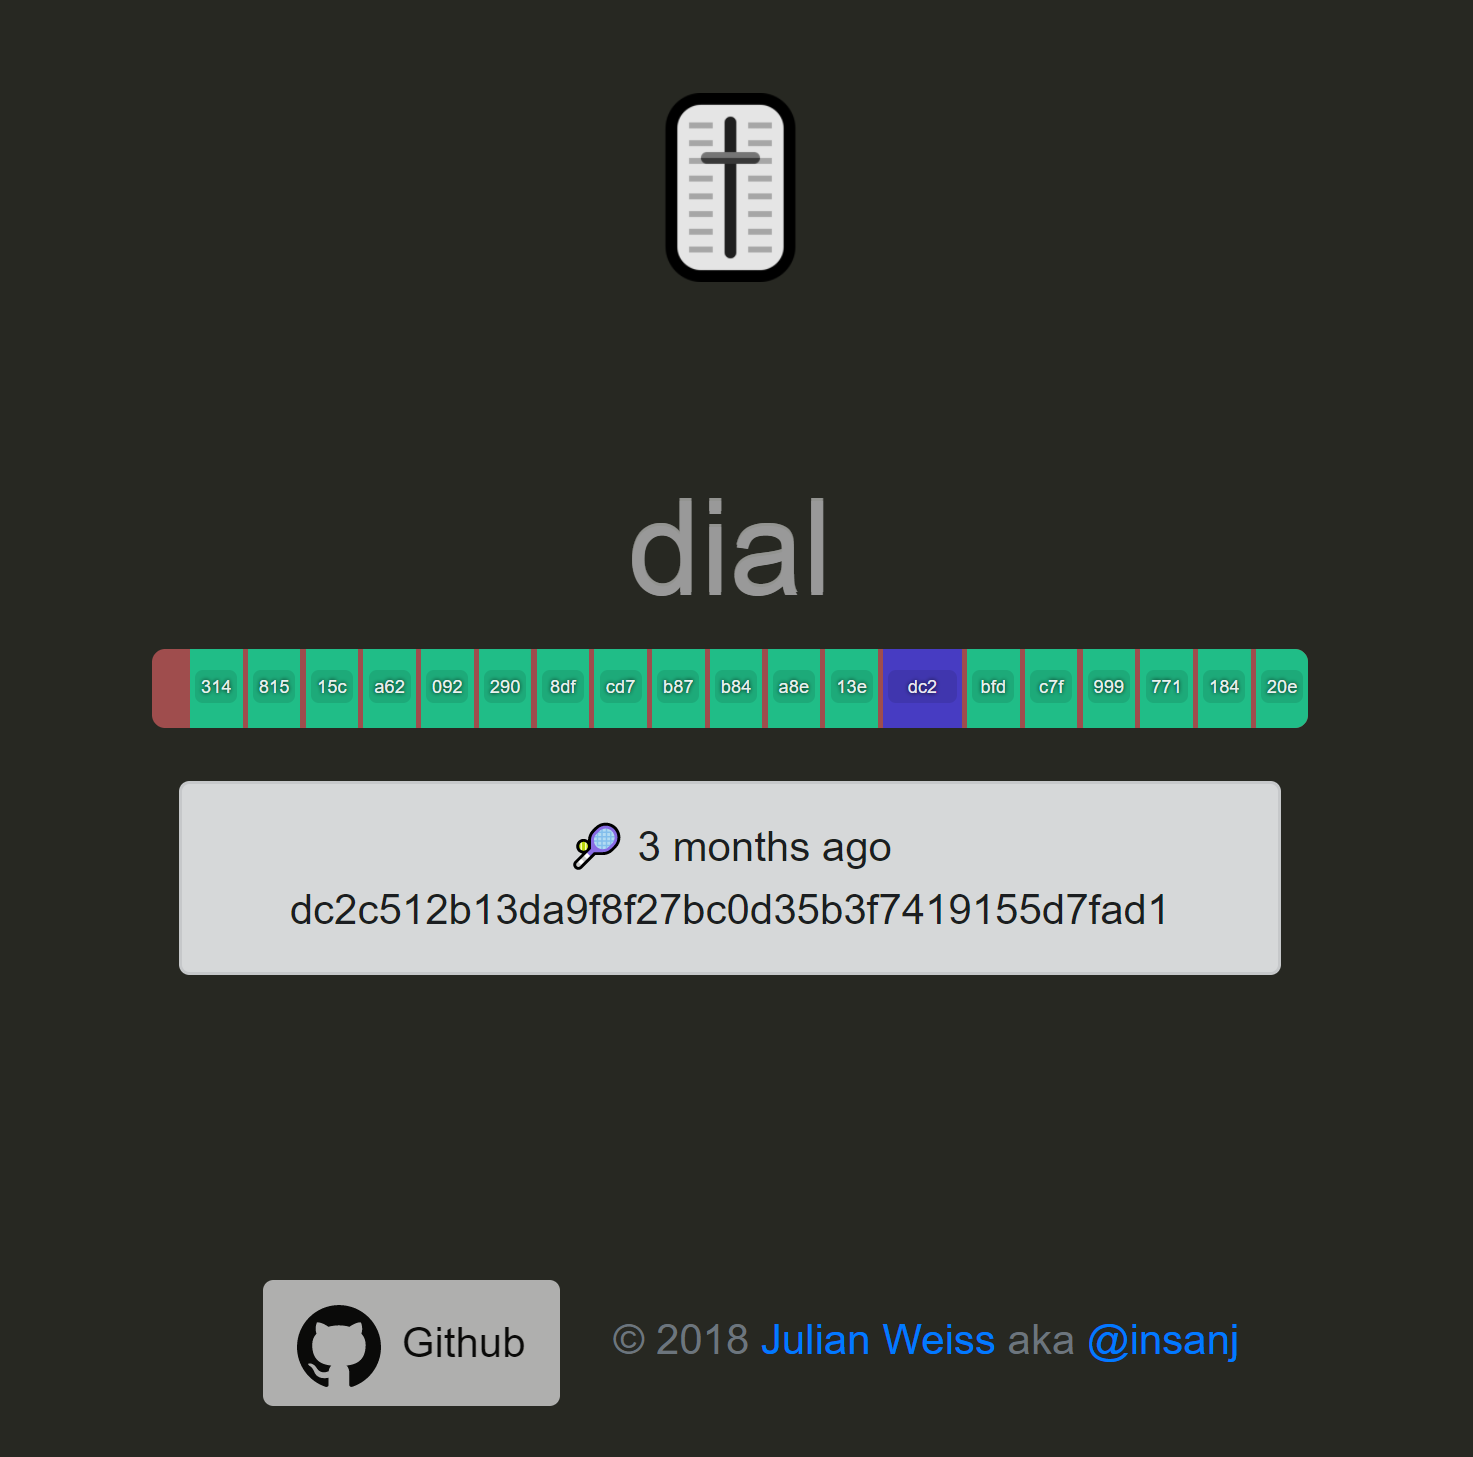 dial
314 815 15c a62 092 290 8df cd7 b87 b84 a8e 13e dc2 bfd c7f 999 771 184 20e
3 months ago
dc2c512b13da9f8f27bc0d35b3f7419155d7fad1
Github © 2018 Julian Weiss aka @insanj